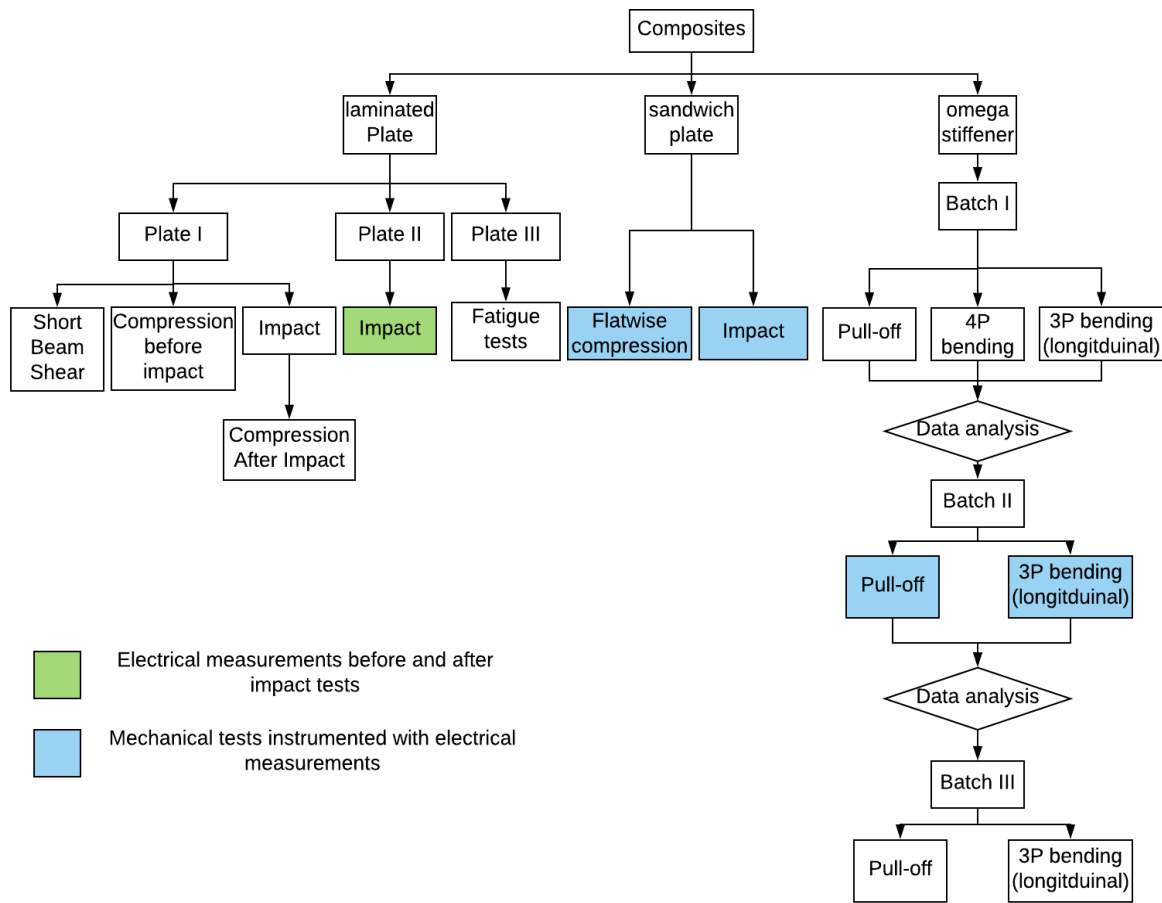 Composites
laminated
Plate
sandwich
plate
omega
stiffener
Batch I
Plate I
Plate II
Plate III
Short
Beam
Shear
Compression
before
impact
Impact
Impact
Fatigue
tests
Flatwise
compression
Impact
Pull-off
4P
bending
3P bending
(longitduinal)
Compression
After Impact
Data analysis
Batch II
Pull-off
3P bending
(longitduinal)
Electrical measurements before and after
impact tests
Data analysis
Mechanical tests instrumented with electrical
measurements
Batch III
Pull-off
3P bending
(longitduinal)